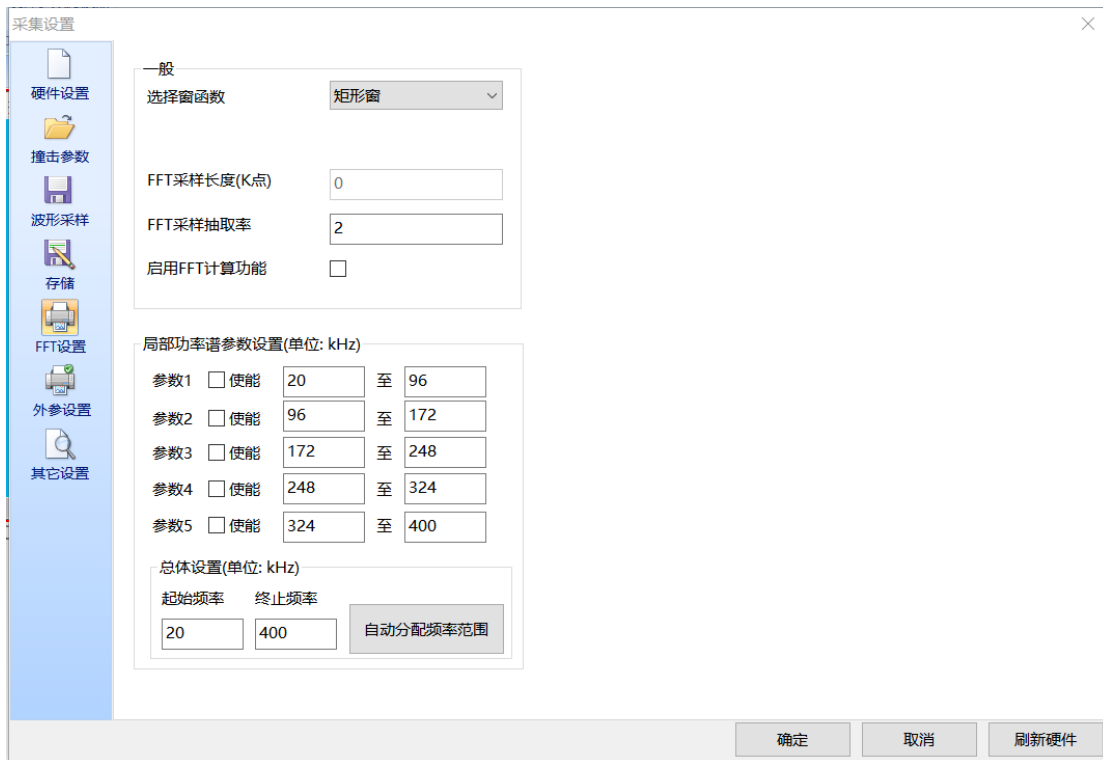 采集设置
硬件设置
撞击参数
波形采样
存储
FFT设置
外参设置
其它设置
一般
选择窗函数 矩形窗
FFT采样长度(K点) 0
FFT采样抽取率 2
启用FFT计算功能
局部功率谱参数设置(单位: kHz)
参数1 使能 20 至 96
参数2 使能 96 至 172
参数3 使能 172 至 248
参数4 使能 248 至 324
参数5 使能 324 至 400
总体设置(单位: kHz)
起始频率 终止频率
20 400 自动分配频率范围
确定 取消 刷新硬件